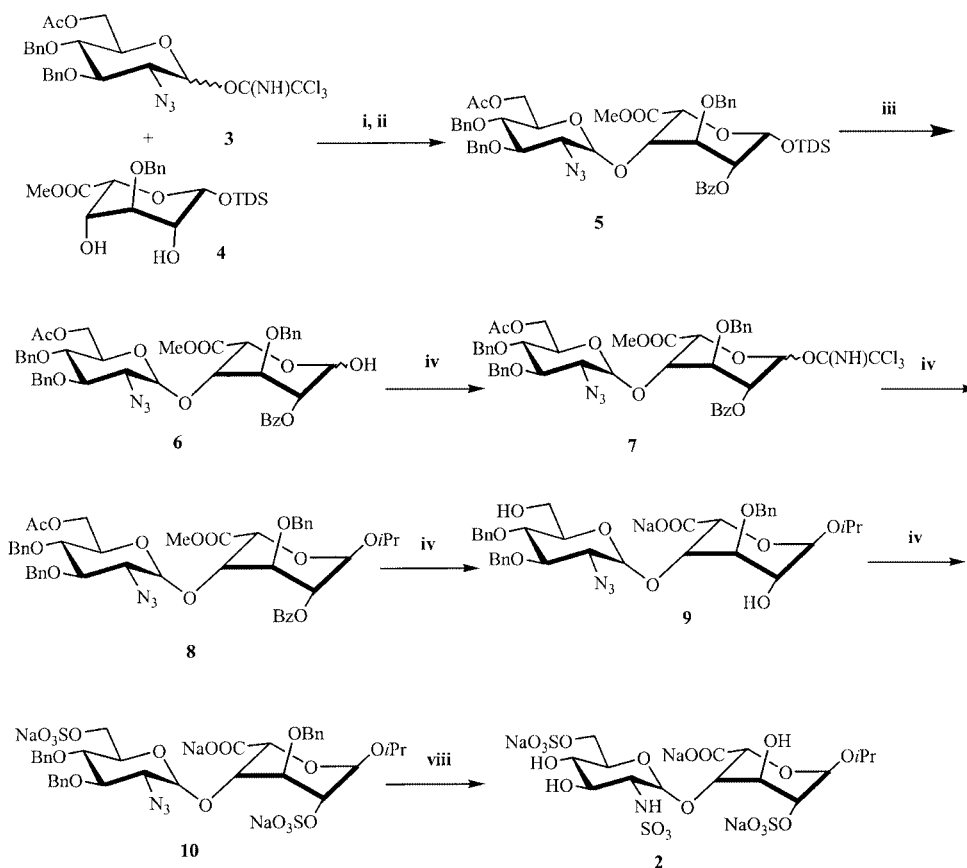 AcO
O
BnO
BnO
N3
OC(NH)CCl3
+
3
OBn
MeOOC
O
OTDS
OH
HO
4
i, ii
AcO
O
BnO
BnO
N3
O
MeOOC
OBn
O
OTDS
BzO
5
iii
AcO
O
BnO
BnO
N3
O
MeOOC
OBn
O
OH
BzO
6
iv
AcO
O
BnO
BnO
N3
O
MeOOC
OBn
O
OC(NH)CCl3
BzO
7
iv
AcO
O
BnO
BnO
N3
O
MeOOC
OBn
O
OiPr
BzO
8
iv
HO
O
BnO
BnO
N3
O
NaOOC
OBn
O
OiPr
HO
9
iv
NaO3SO
O
BnO
BnO
N3
O
NaOOC
OBn
O
OiPr
NaO3SO
10
viii
NaO3SO
HO
O
HO
NH
SO3
O
NaOOC
OH
O
OiPr
NaO3SO
2